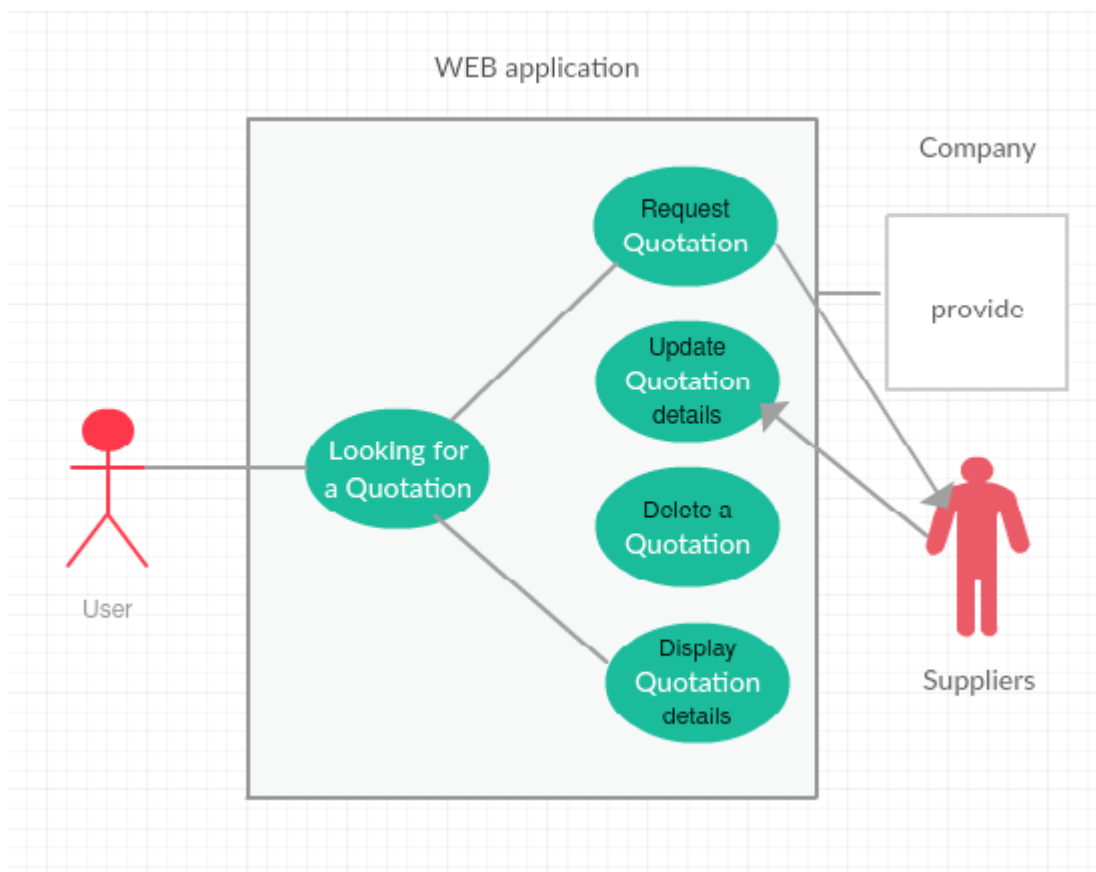 WEB application
Company
Request
Quotation
provide
Update
Quotation
details
Looking for
a Quotation
Delete a
Quotation
User
Display
Quotation
details
Suppliers